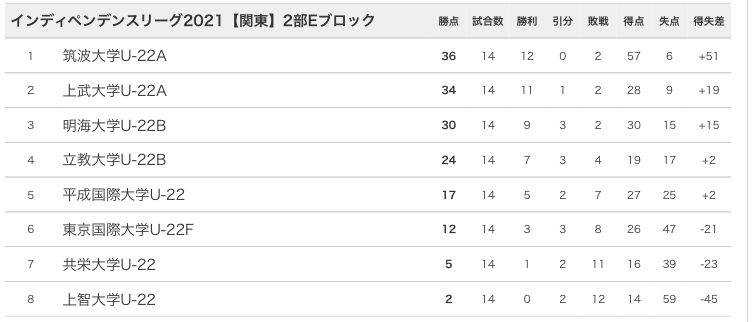 インディペンデンスリーグ2021【関東】2部Eブロック 勝点 試合数 勝利 引分 敗戦 得点 失点 得失差
1 筑波大学U-22A 36 14 12 0 2 57 6 +51
2 上武大学U-22A 34 14 11 1 2 28 9 +19
3 明海大学U-22B 30 14 9 3 2 30 15 +15
4 立教大学U-22B 24 14 7 3 4 19 17 +2
5 平成国際大学U-22 17 14 5 2 7 27 25 +2
6 東京国際大学U-22F 12 14 3 3 8 26 47 -21
7 共栄大学U-22 5 14 1 2 11 16 39 -23
8 上智大学U-22 2 14 0 2 12 14 59 -45